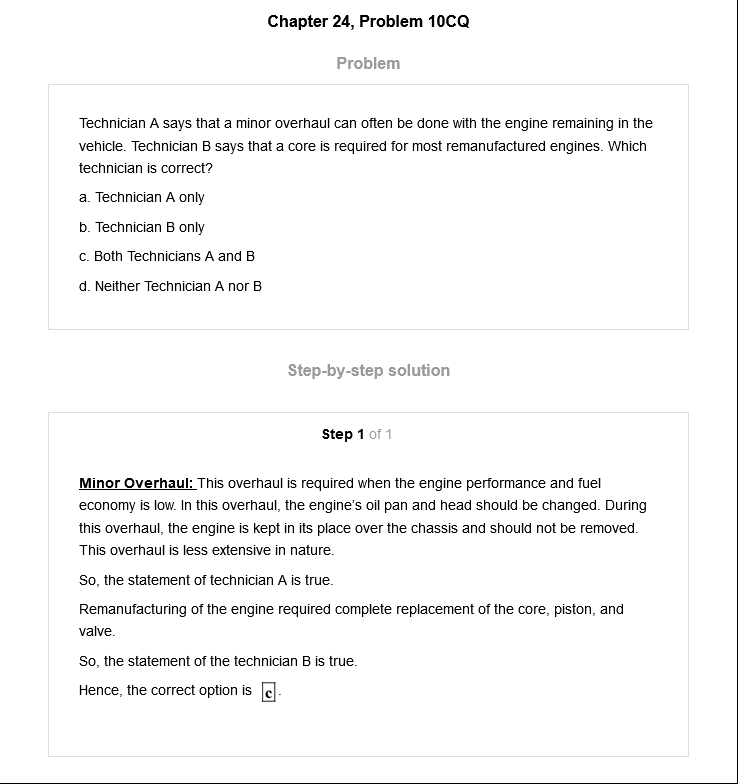 Chapter 24, Problem 10CQ
Problem
Technician A says that a minor overhaul can often be done with the engine remaining in the
vehicle. Technician B says that a core is required for most remanufactured engines. Which
technician is correct?
a. Technician A only
b. Technician B only
c. Both Technicians A and B
d. Neither Technician A nor B
Step-by-step solution
Step 1 of 1
Minor Overhaul: This overhaul is required when the engine performance and fuel
economy is low. In this overhaul, the engine's oil pan and head should be changed. During
this overhaul, the engine is kept in its place over the chassis and should not be removed.
This overhaul is less extensive in nature.
So, the statement of technician A is true.
Remanufacturing of the engine required complete replacement of the core, piston, and
valve.
So, the statement of the technician B is true.
Hence, the correct option is c.